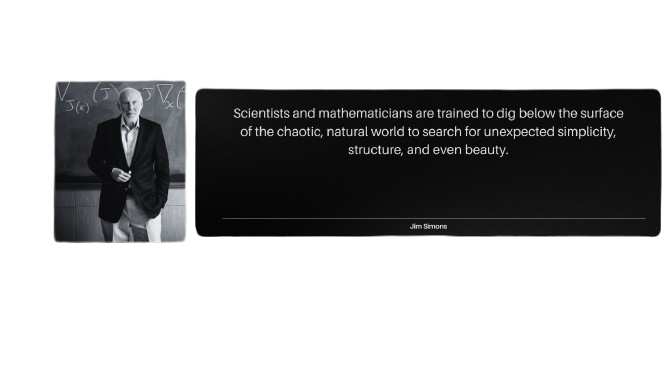 Scientists and mathematicians are trained to dig below the surface
of the chaotic, natural world to search for unexpected simplicity,
structure, and even beauty.
Jim Simons